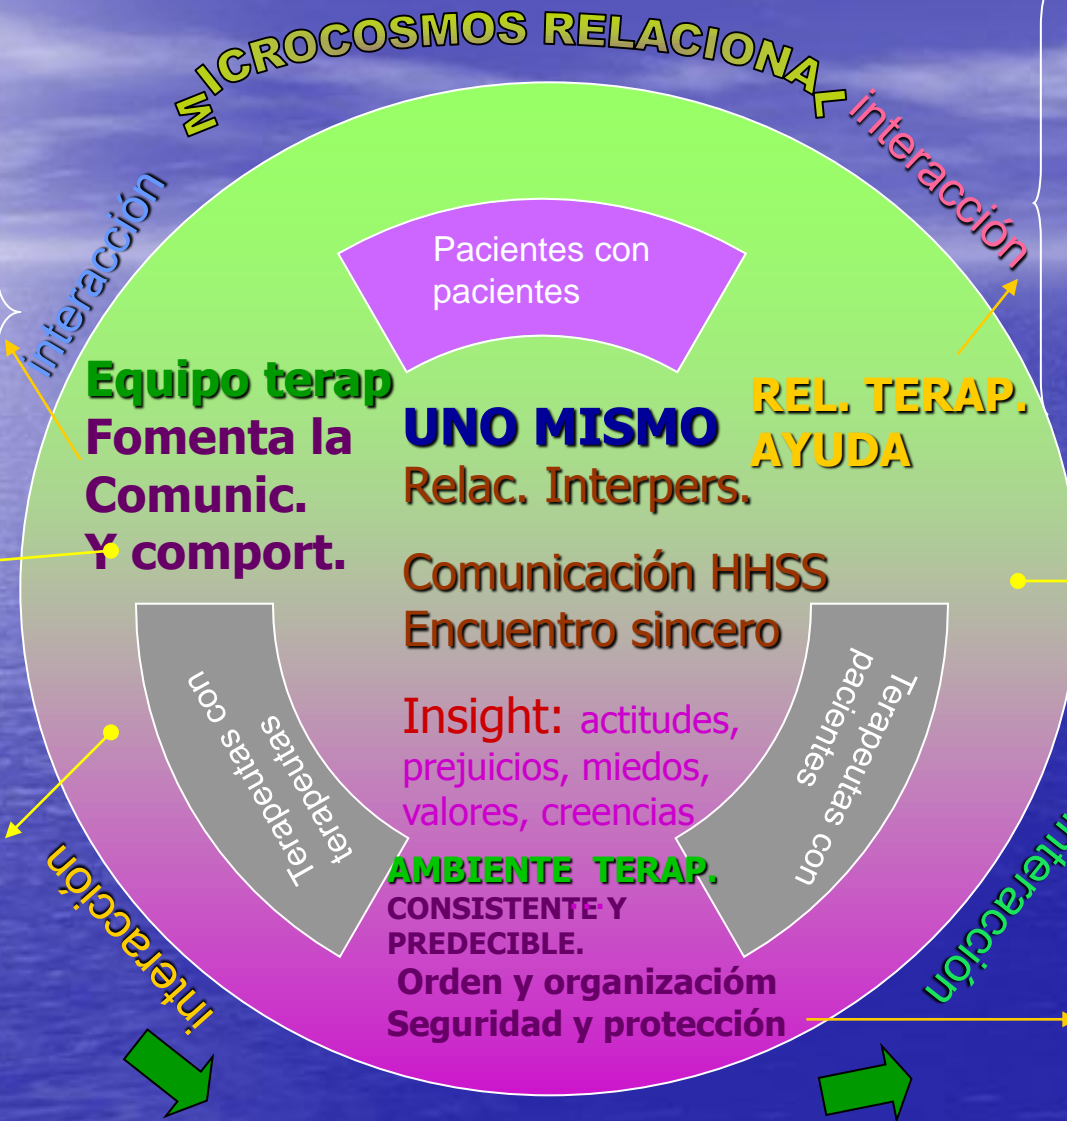 MICROCOSMOS RELACIONAL
interacción
interacción
Pacientes con
pacientes
Equipo terap
Fomenta la
Comunic.
Y comport.
UNO MISMO
Relac. Interpers.
REL. TERAP.
AYUDA
Comunicación HHSS
Encuentro sincero
Insight: actitudes,
prejuicios, miedos,
valores, creencias
Terapeutas con
terapeutas
Terapeutas con
pacientes
AMBIENTE TERAP.
CONSISTENTE Y
PREDECIBLE.
Orden y organizacióm
Seguridad y protección
interacción
interacción